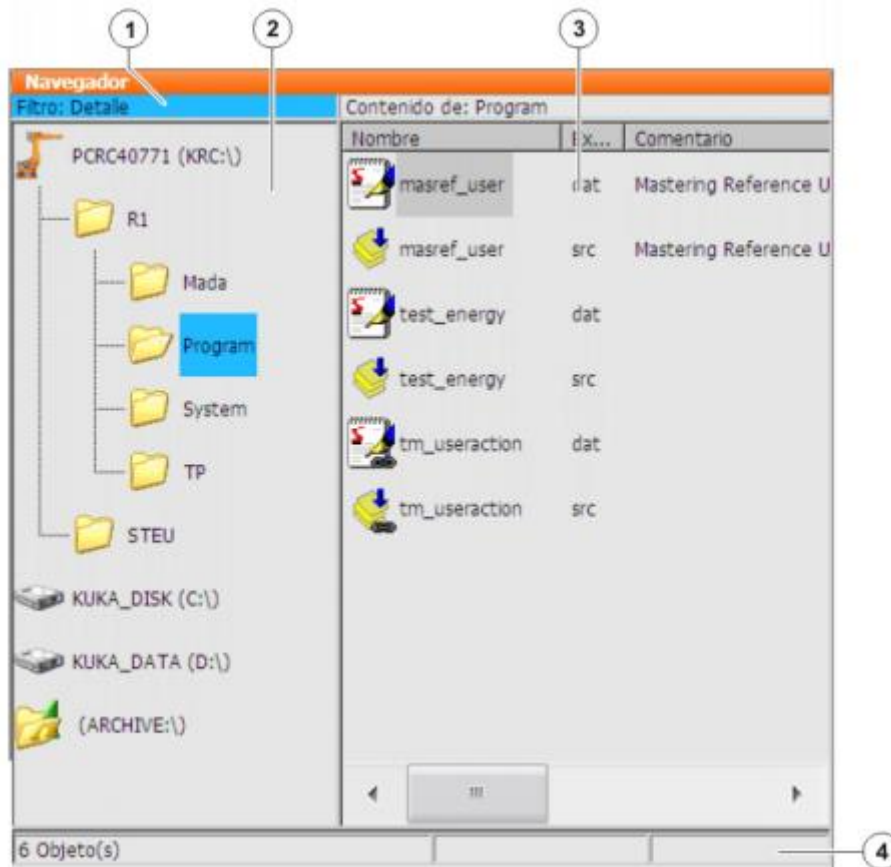 1 2 3
Navegador
Filtro: Detalle Contenido de: Program
Nombre Ex... Comentario
PCRC40771 (KRC:\)
R1
Mada
Program
System
TP
STEU
KUKA_DISK (C:\)
KUKA_DATA (D:\)
(ARCHIVE:\)
masref_user dat Mastering Reference U
masref_user src Mastering Reference U
test_energy dat
test_energy src
tm_useraction dat
tm_useraction src
6 Objeto(s)
4